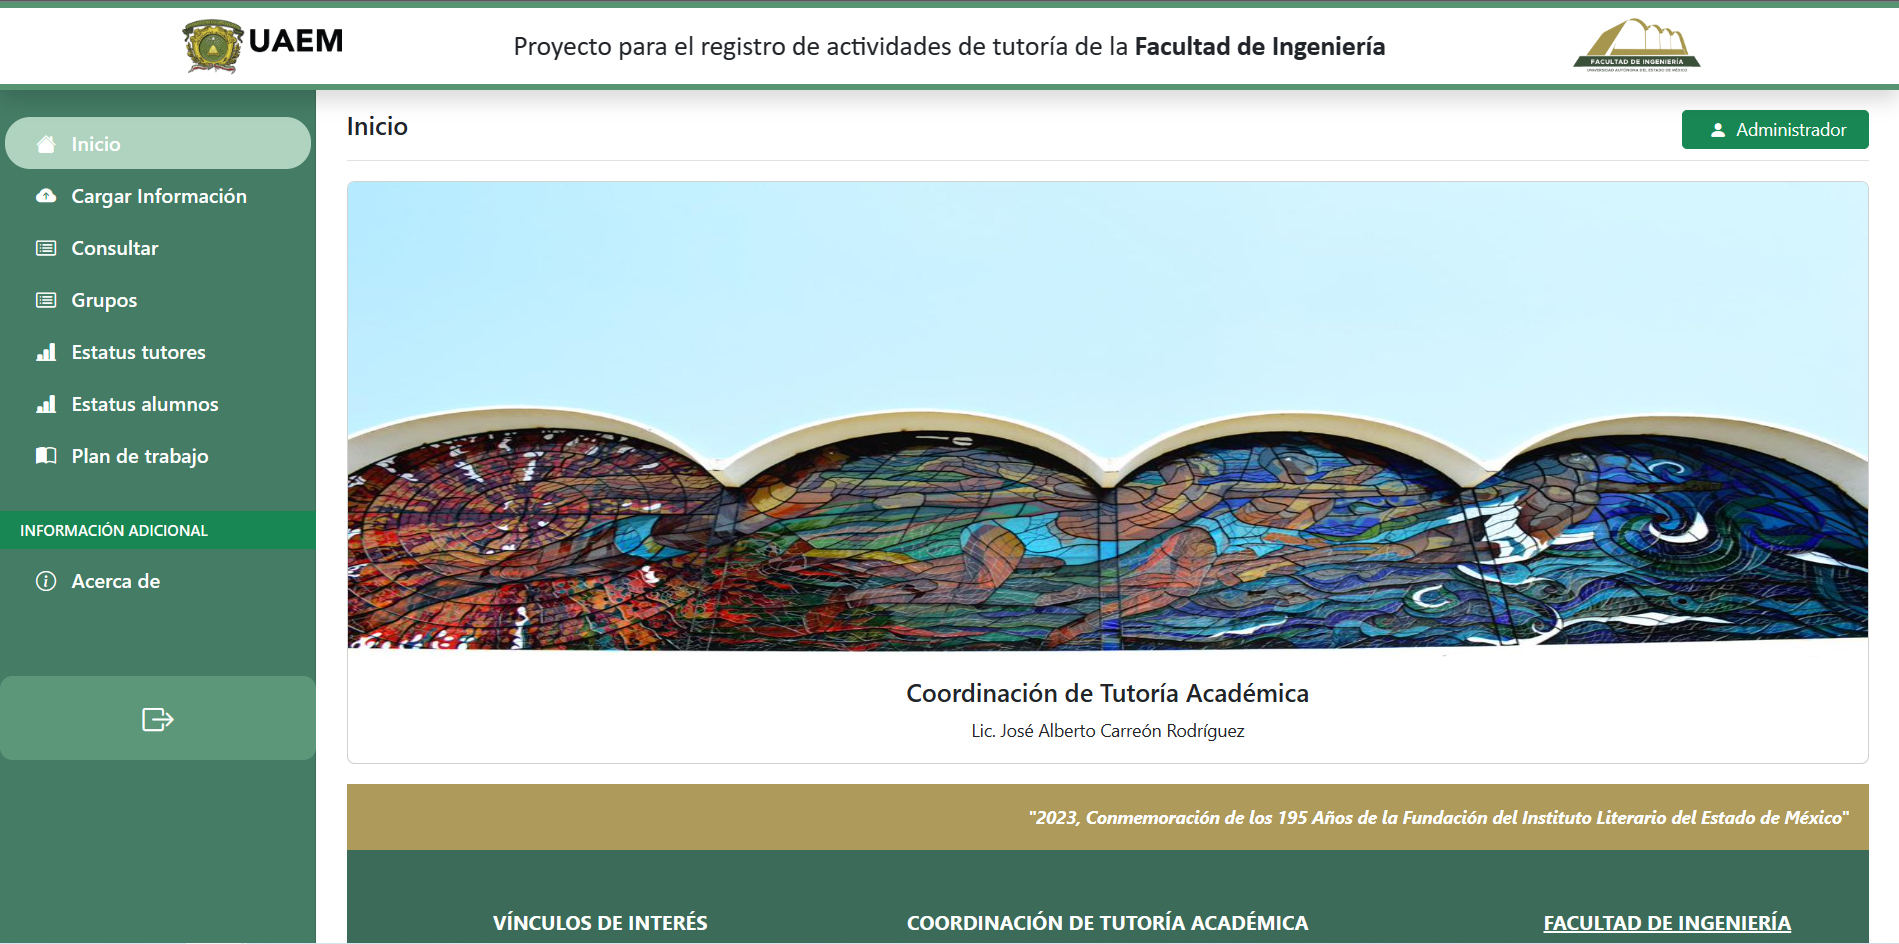 UAEM
Proyecto para el registro de actividades de tutoría de la Facultad de Ingeniería
FACULTAD DE INGENIERÍA
UNIVERSIDAD AUTÓNOMA DEL ESTADO DE MÉXICO
Inicio
Cargar Información
Consultar
Grupos
Estatus tutores
Estatus alumnos
Plan de trabajo
INFORMACIÓN ADICIONAL
Acerca de
Inicio
Administrador
Coordinación de Tutoría Académica
Lic. José Alberto Carreón Rodríguez
"2023, Conmemoración de los 195 Años de la Fundación del Instituto Literario del Estado de México"
VÍNCULOS DE INTERÉS
COORDINACIÓN DE TUTORÍA ACADÉMICA
FACULTAD DE INGENIERÍA